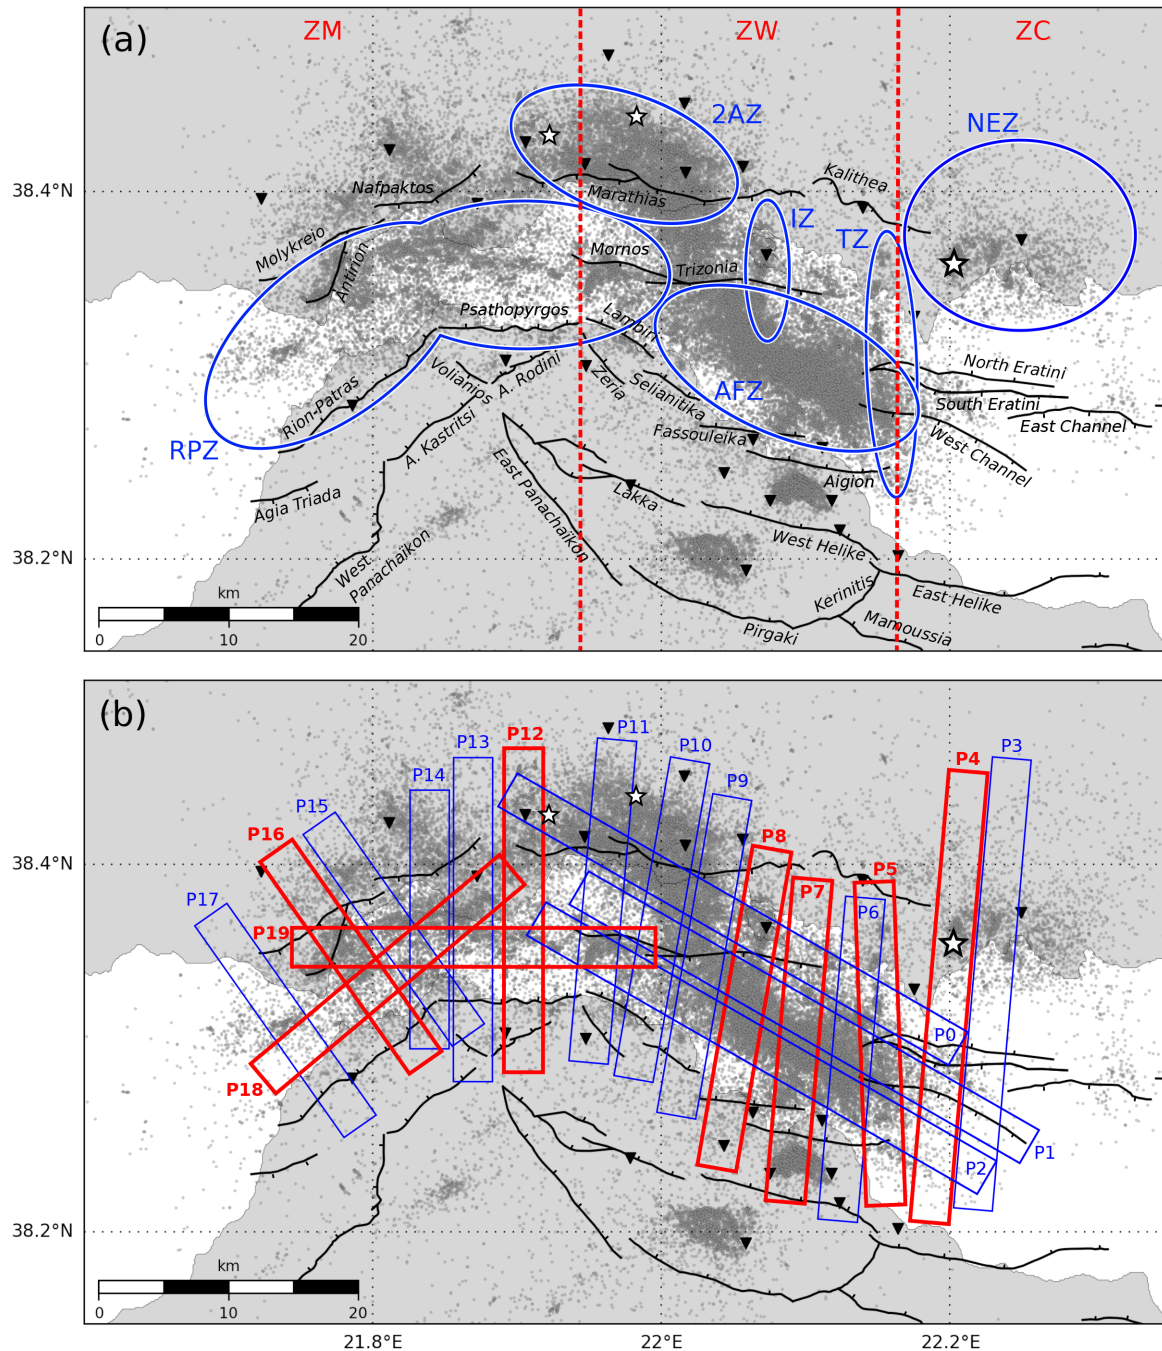 (a)
ZM
ZW
ZC
2AZ
NEZ
38.4°N
Nafpaktos
Marathias
Kalithea
IZ
TZ
Molykreio
Antirion
Mornos
Trizonia
Psathopyrgos
Lambiri
North Eratini
Rion-Patras
Volianos
A. Rodini
Zeria
Selianitika
AFZ
South Eratini
East Channel
RPZ
A. Kastritsi
Fassouleika
West Channel
East Panachaikon
Aigion
Agia Triada
Lakka
38.2°N
West Helike
West
Panachaikon
Kerinitis
East Helike
km
Pirgaki
Mamoussia
0
10
20
(b)
P11
P12
P13
P10
P3
P4
P14
P9
P15
P16
P8
38.4°N
P7
P5
P17
P6
P19
P0
P18
P2
P1
38.2°N
km
0
10
20
21.8°E
22°E
22.2°E